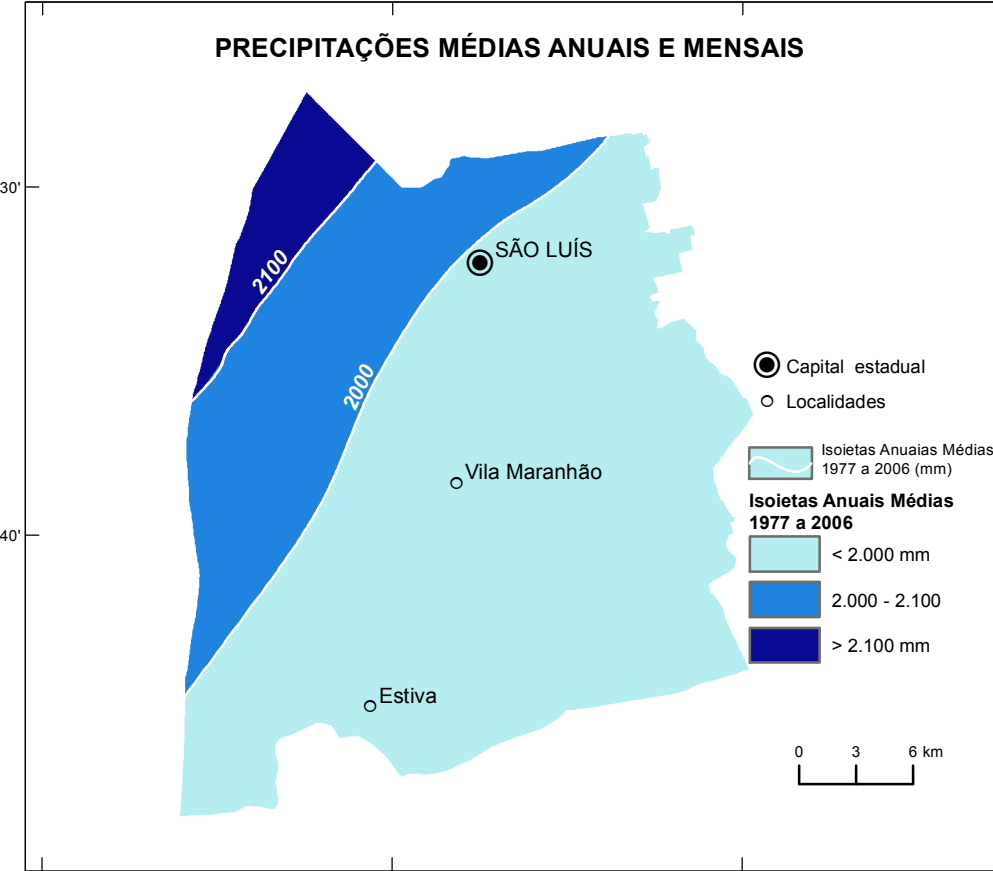 PRECIPITAÇÕES MÉDIAS ANUAIS E MENSAIS
30'
SÃO LUÍS
2100
2000
Capital estadual
Localidades
Isoietas Anuaias Médias
1977 a 2006 (mm)
Vila Maranhão
Isoietas Anuais Médias
1977 a 2006
40'
< 2.000 mm
2.000 - 2.100
> 2.100 mm
Estiva
0 3 6 km